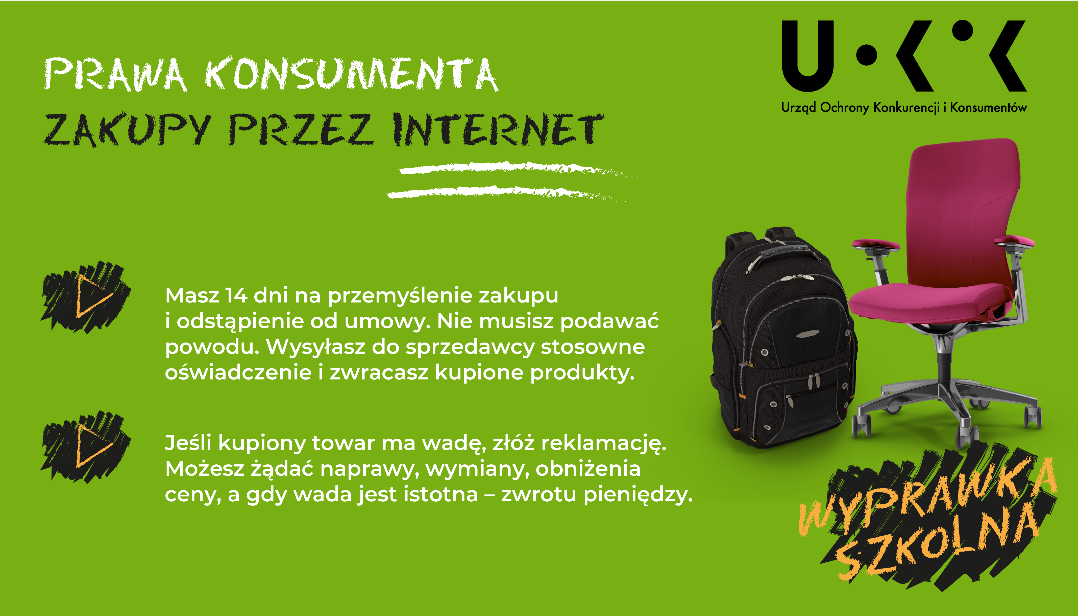 PRAWA KONSUMENTA
ZAKUPY PRZEZ INTERNET
UOKIK
Urząd Ochrony Konkurencji i Konsumentów
Masz 14 dni na przemyślenie zakupu
i odstąpienie od umowy. Nie musisz podawać
powodu. Wysyłasz do sprzedawcy stosowne
oświadczenie i zwracasz kupione produkty.
Jeśli kupiony towar ma wadę, złóż reklamację.
Możesz żądać naprawy, wymiany, obniżenia
ceny, a gdy wada jest istotna – zwrotu pieniędzy.
WYPRAWKA
SZKOLNA